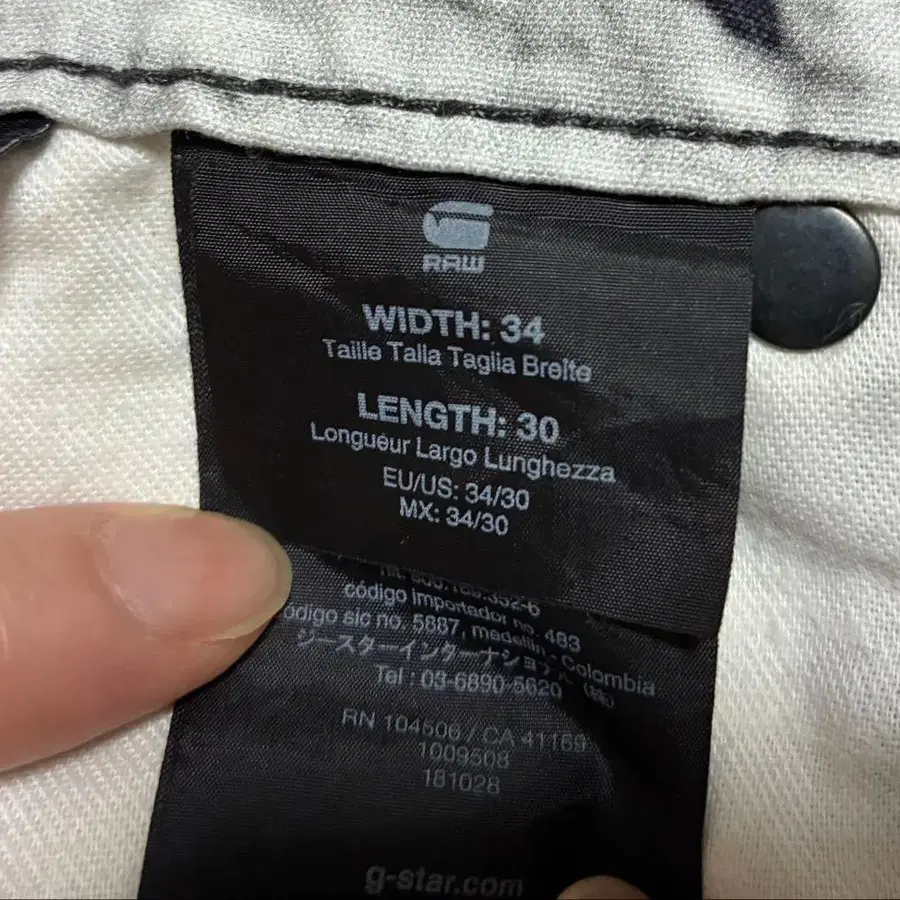 RAW
WIDTH: 34
Taille Talla Taglia Breite
LENGTH: 30
Longuéur Largo Lunghezza
EU/US: 34/30
MX: 34/30
código importador no. 483
código sic no. 5887, medellin - Colombia
ジースターインターナショナル (株)
Tel : 03-6890-5620
RN 104506 / CA 41169
1009508
181028
g-star.com